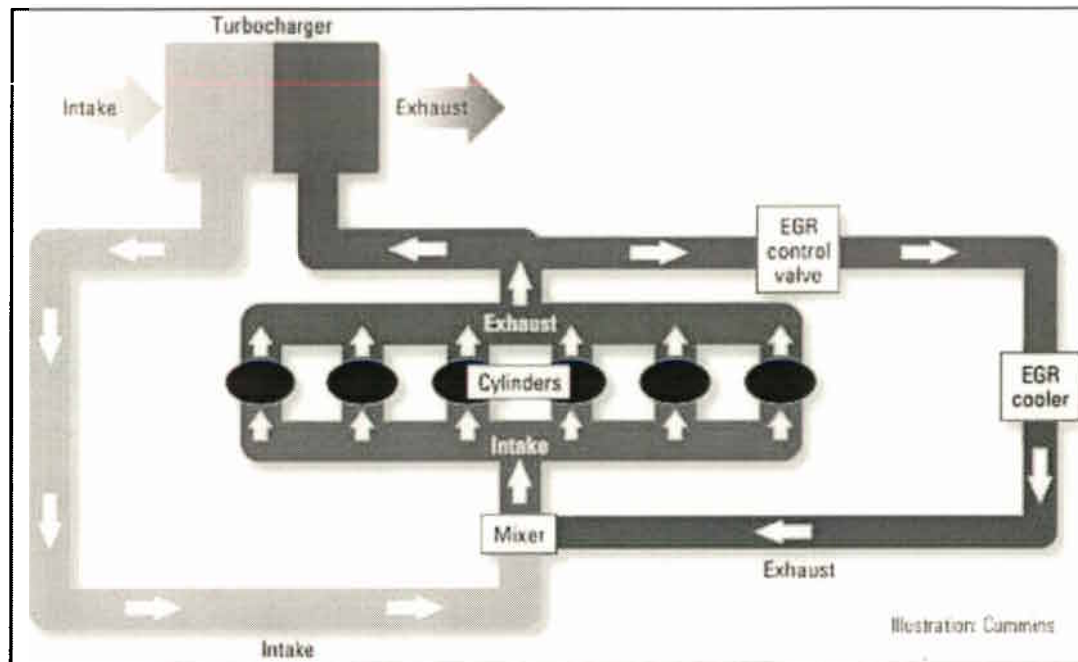 Turbocharger
Intake
Exhaust
EGR
control
valve
Exhaust
Cylinders
EGR
cooler
Intake
Mixer
Exhaust
Illustration: Cummins
Intake